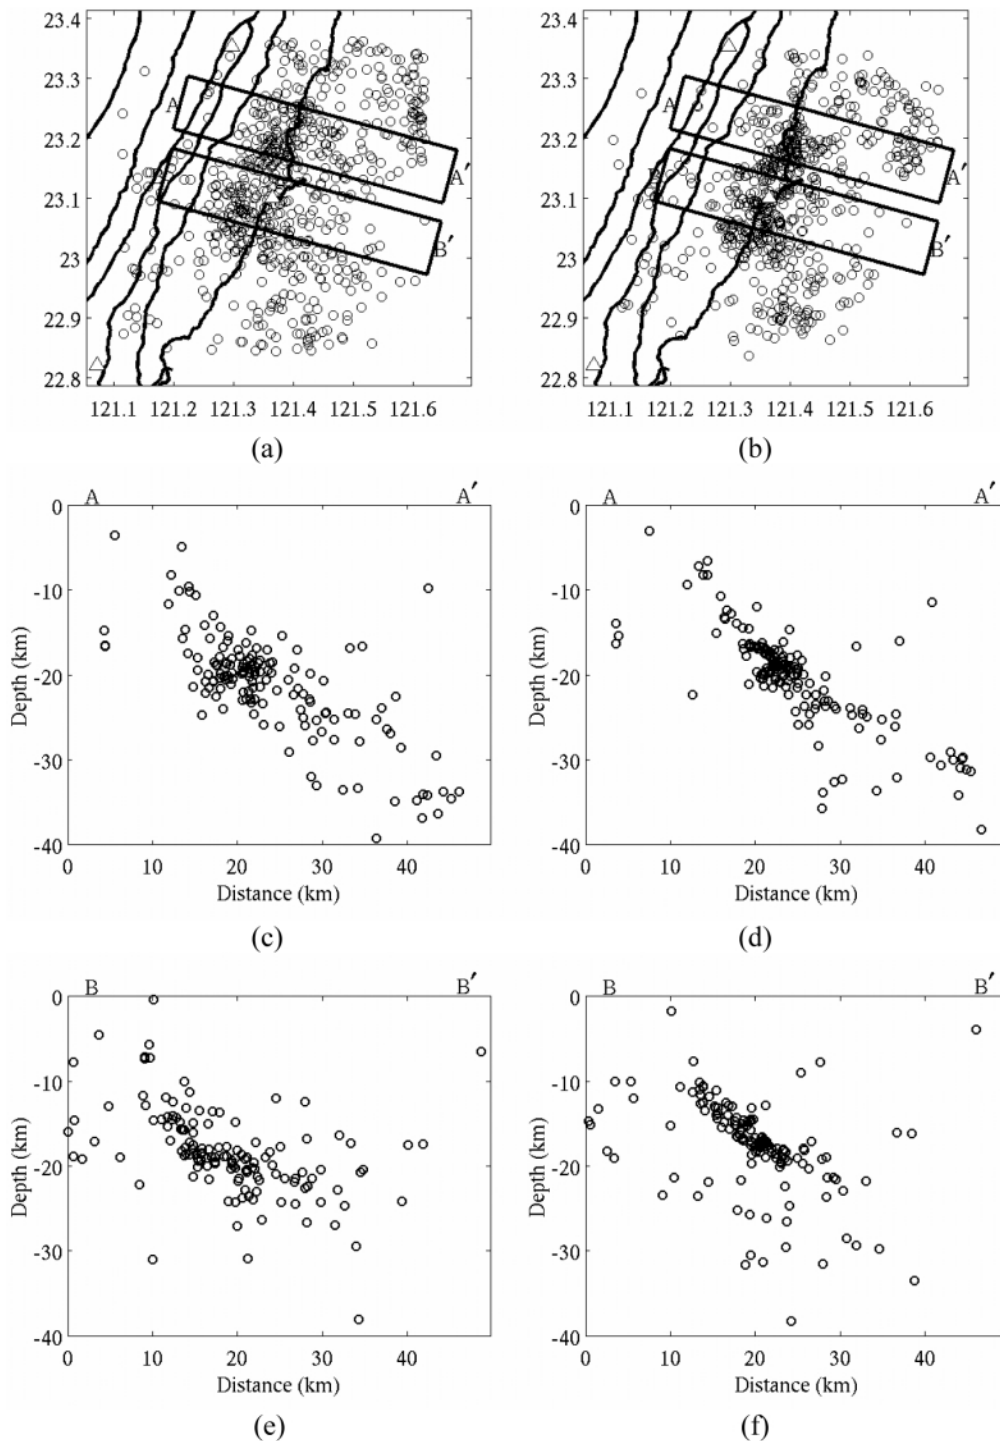 23.4
23.3
23.2
23.1
23
22.9
22.8
A
A′
B′
121.1 121.2 121.3 121.4 121.5 121.6
(a)
23.4
23.3
23.2
23.1
23
22.9
22.8
A
A′
B′
121.1 121.2 121.3 121.4 121.5 121.6
(b)
A A′
0
-10
-20
-30
-40
Depth (km)
0 10 20 30 40
Distance (km)
(c)
A A′
0
-10
-20
-30
-40
Depth (km)
0 10 20 30 40
Distance (km)
(d)
B B′
0
-10
-20
-30
-40
Depth (km)
0 10 20 30 40
Distance (km)
(e)
B B′
0
-10
-20
-30
-40
Depth (km)
0 10 20 30 40
Distance (km)
(f)